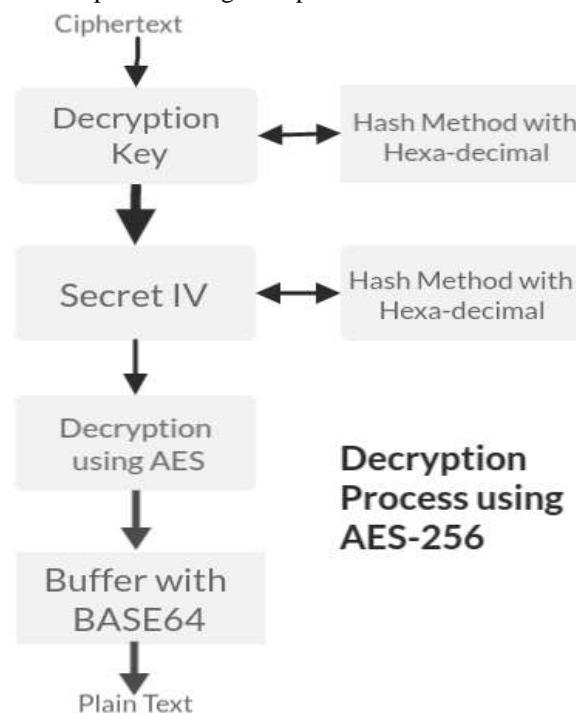 Ciphertext
Decryption
Key
Hash Method with
Hexa-decimal
Secret IV
Hash Method with
Hexa-decimal
Decryption
using AES
Decryption
Process using
AES-256
Buffer with
BASE64
Plain Text